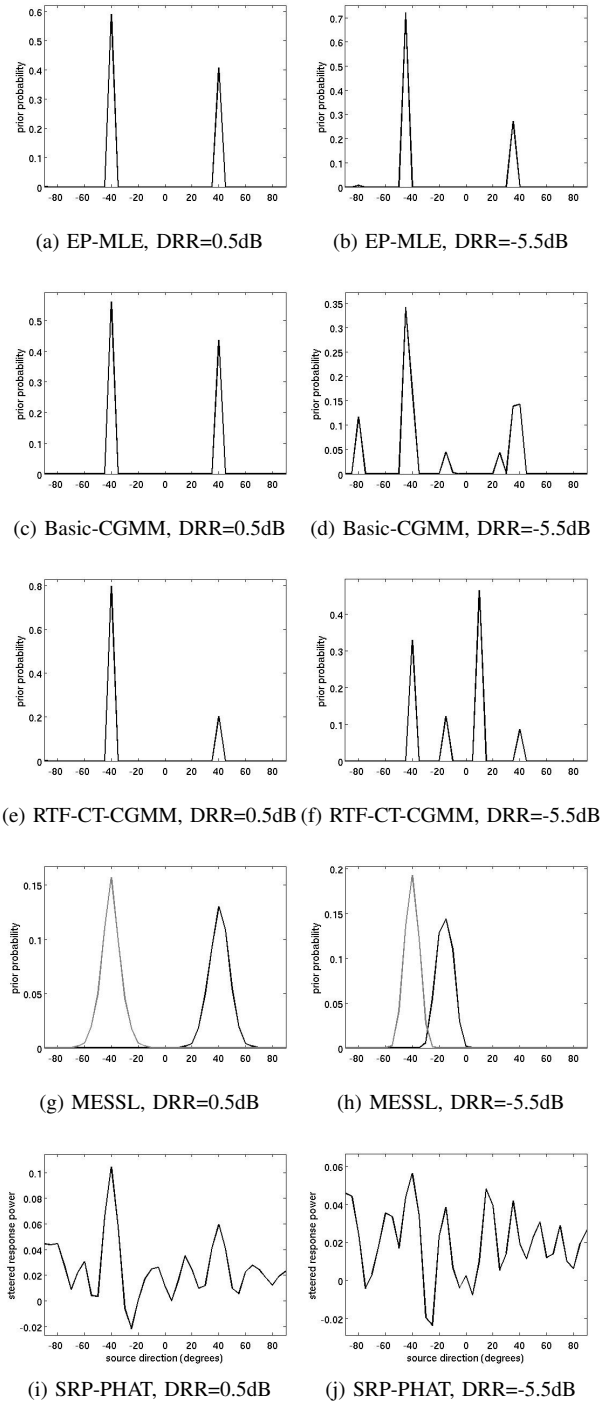 0.6
0.5
0.4
0.3
0.2
0.1
0
prior probability
-80 -60 -40 -20 0 20 40 60 80
(a) EP-MLE, DRR=0.5dB
0.7
0.6
0.5
0.4
0.3
0.2
0.1
0
prior probability
-80 -60 -40 -20 0 20 40 60 80
(b) EP-MLE, DRR=-5.5dB
0.5
0.4
0.3
0.2
0.1
0
prior probability
-80 -60 -40 -20 0 20 40 60 80
(c) Basic-CGMM, DRR=0.5dB
0.35
0.3
0.25
0.2
0.15
0.1
0.05
0
prior probability
-80 -60 -40 -20 0 20 40 60 80
(d) Basic-CGMM, DRR=-5.5dB
0.8
0.6
0.4
0.2
0
prior probability
-80 -60 -40 -20 0 20 40 60 80
(e) RTF-CT-CGMM, DRR=0.5dB
0.4
0.3
0.2
0.1
0
prior probability
-80 -60 -40 -20 0 20 40 60 80
(f) RTF-CT-CGMM, DRR=-5.5dB
0.15
0.1
0.05
0
prior probability
-80 -60 -40 -20 0 20 40 60 80
(g) MESSL, DRR=0.5dB
0.2
0.15
0.1
0.05
0
prior probability
-80 -60 -40 -20 0 20 40 60 80
(h) MESSL, DRR=-5.5dB
0.1
0.08
0.06
0.04
0.02
0
-0.02
steered response power
-80 -60 -40 -20 0 20 40 60 80
source direction (degrees)
(i) SRP-PHAT, DRR=0.5dB
0.06
0.04
0.02
0
-0.02
steered response power
-80 -60 -40 -20 0 20 40 60 80
source direction (degrees)
(j) SRP-PHAT, DRR=-5.5dB